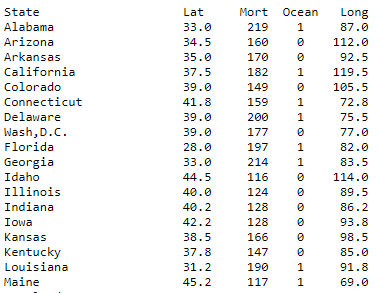 State Lat Mort Ocean Long
Alabama 33.0 219 1 87.0
Arizona 34.5 160 0 112.0
Arkansas 35.0 170 0 92.5
California 37.5 182 1 119.5
Colorado 39.0 149 0 105.5
Connecticut 41.8 159 1 72.8
Delaware 39.0 200 1 75.5
Wash,D.C. 39.0 177 0 77.0
Florida 28.0 197 1 82.0
Georgia 33.0 214 1 83.5
Idaho 44.5 116 0 114.0
Illinois 40.0 124 0 89.5
Indiana 40.2 128 0 86.2
Iowa 42.2 128 0 93.8
Kansas 38.5 166 0 98.5
Kentucky 37.8 147 0 85.0
Louisiana 31.2 190 1 91.8
Maine 45.2 117 1 69.0